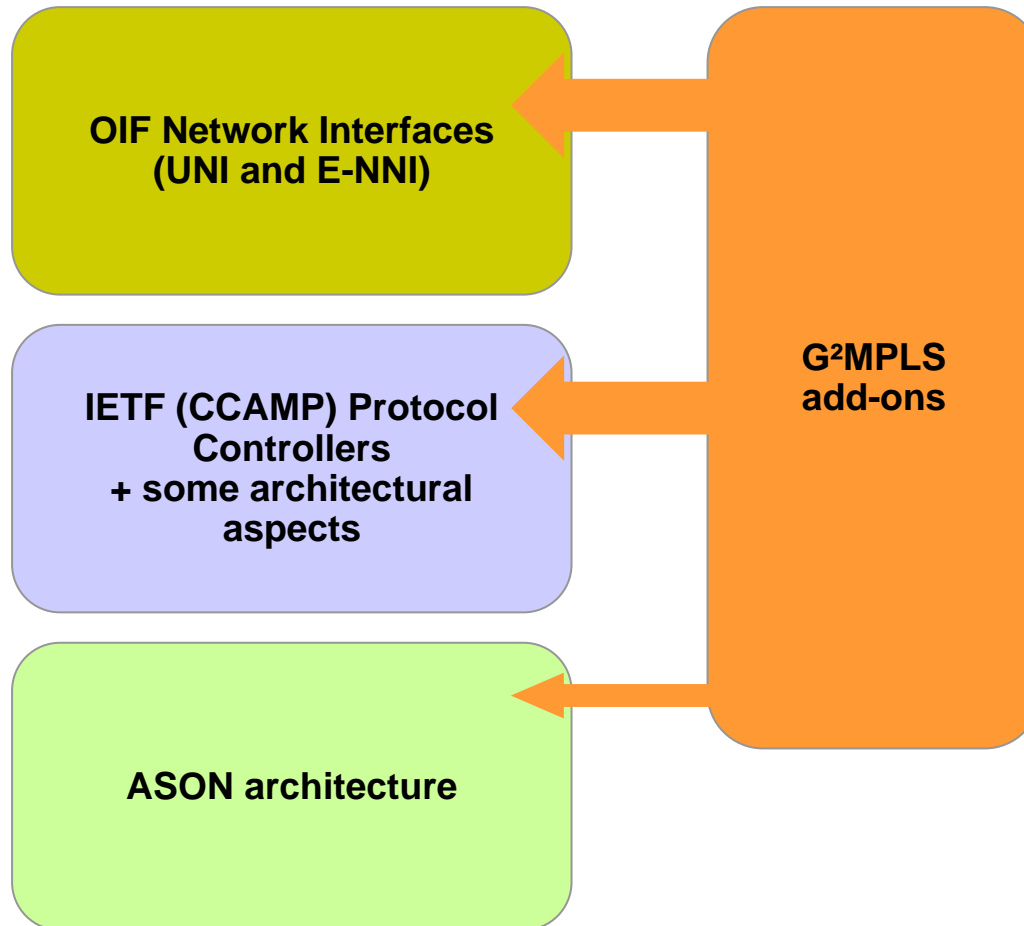 OIF Network Interfaces
(UNI and E-NNI)
IETF (CCAMP) Protocol
Controllers
+ some architectural
aspects
ASON architecture
G²MPLS
add-ons